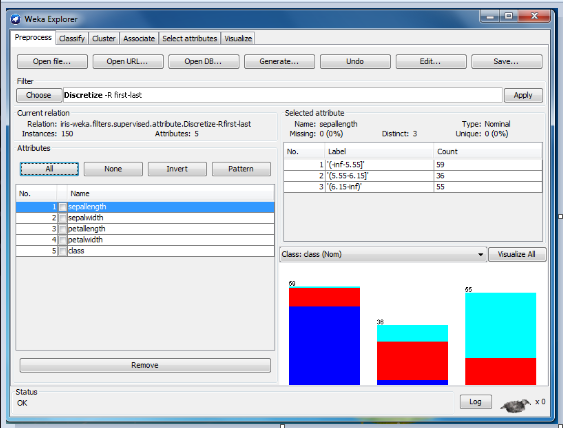 Weka Explorer
Preprocess Classify Cluster Associate Select attributes Visualize
Open file... Open URL... Open DB... Generate... Undo Edit... Save...
Filter
Choose Discretize -R first-last Apply
Current relation
Relation: iris-weka.filters.supervised.attribute.Discretize-Rfirst-last
Instances: 150 Attributes: 5
Selected attribute
Name: sepallength Type: Nominal
Missing: 0 (0%) Distinct: 3 Unique: 0 (0%)
Attributes
All None Invert Pattern
No. Name
1 sepallength
2 sepalwidth
3 petallength
4 petalwidth
5 class
Remove
No. Label Count
1 '(-inf-5.55]' 59
2 '(5.55-6.15]' 36
3 '(6.15-inf)' 55
Class: class (Nom) Visualize All
59
36
55
Status
OK
Log x 0